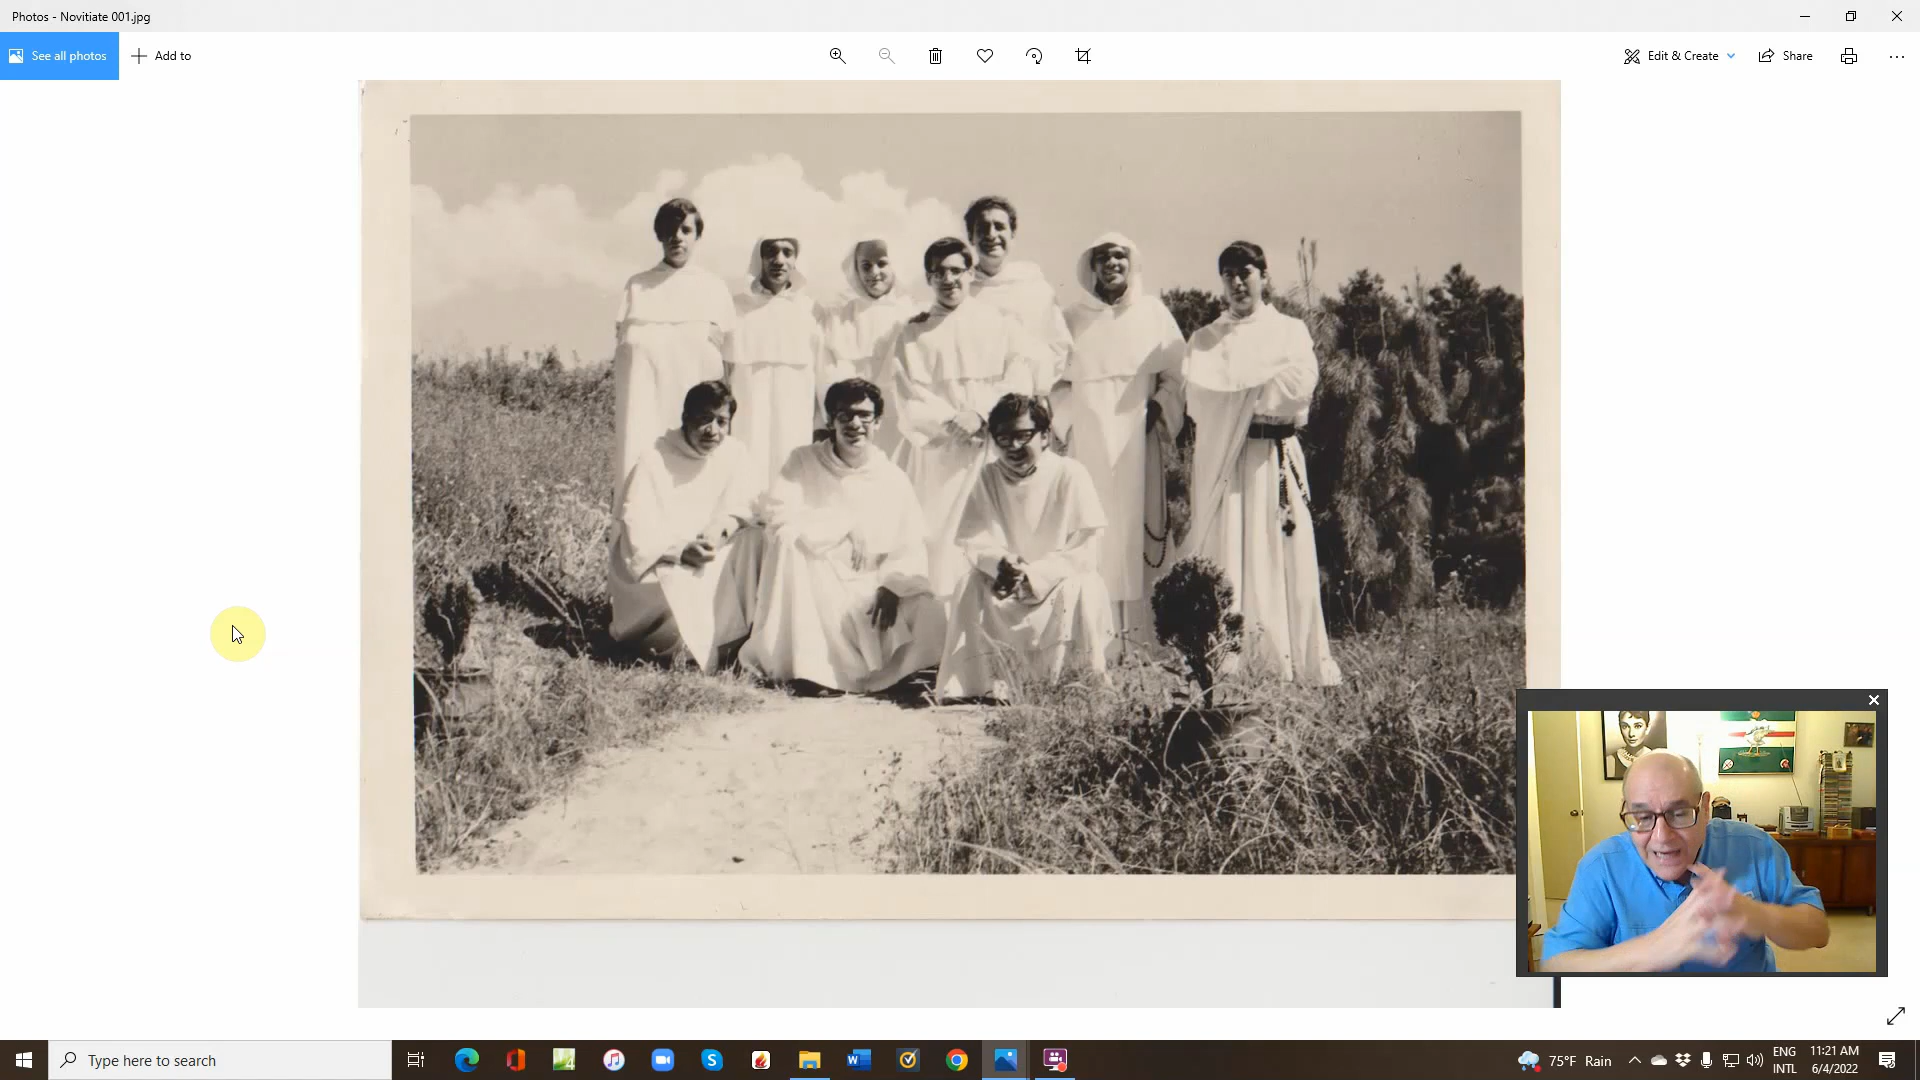 Photos - Novitiate 001.jpg
See all photos
Add to
Edit & Create
Share
Type here to search
75°F Rain
ENG
INTL
11:21 AM
6/4/2022